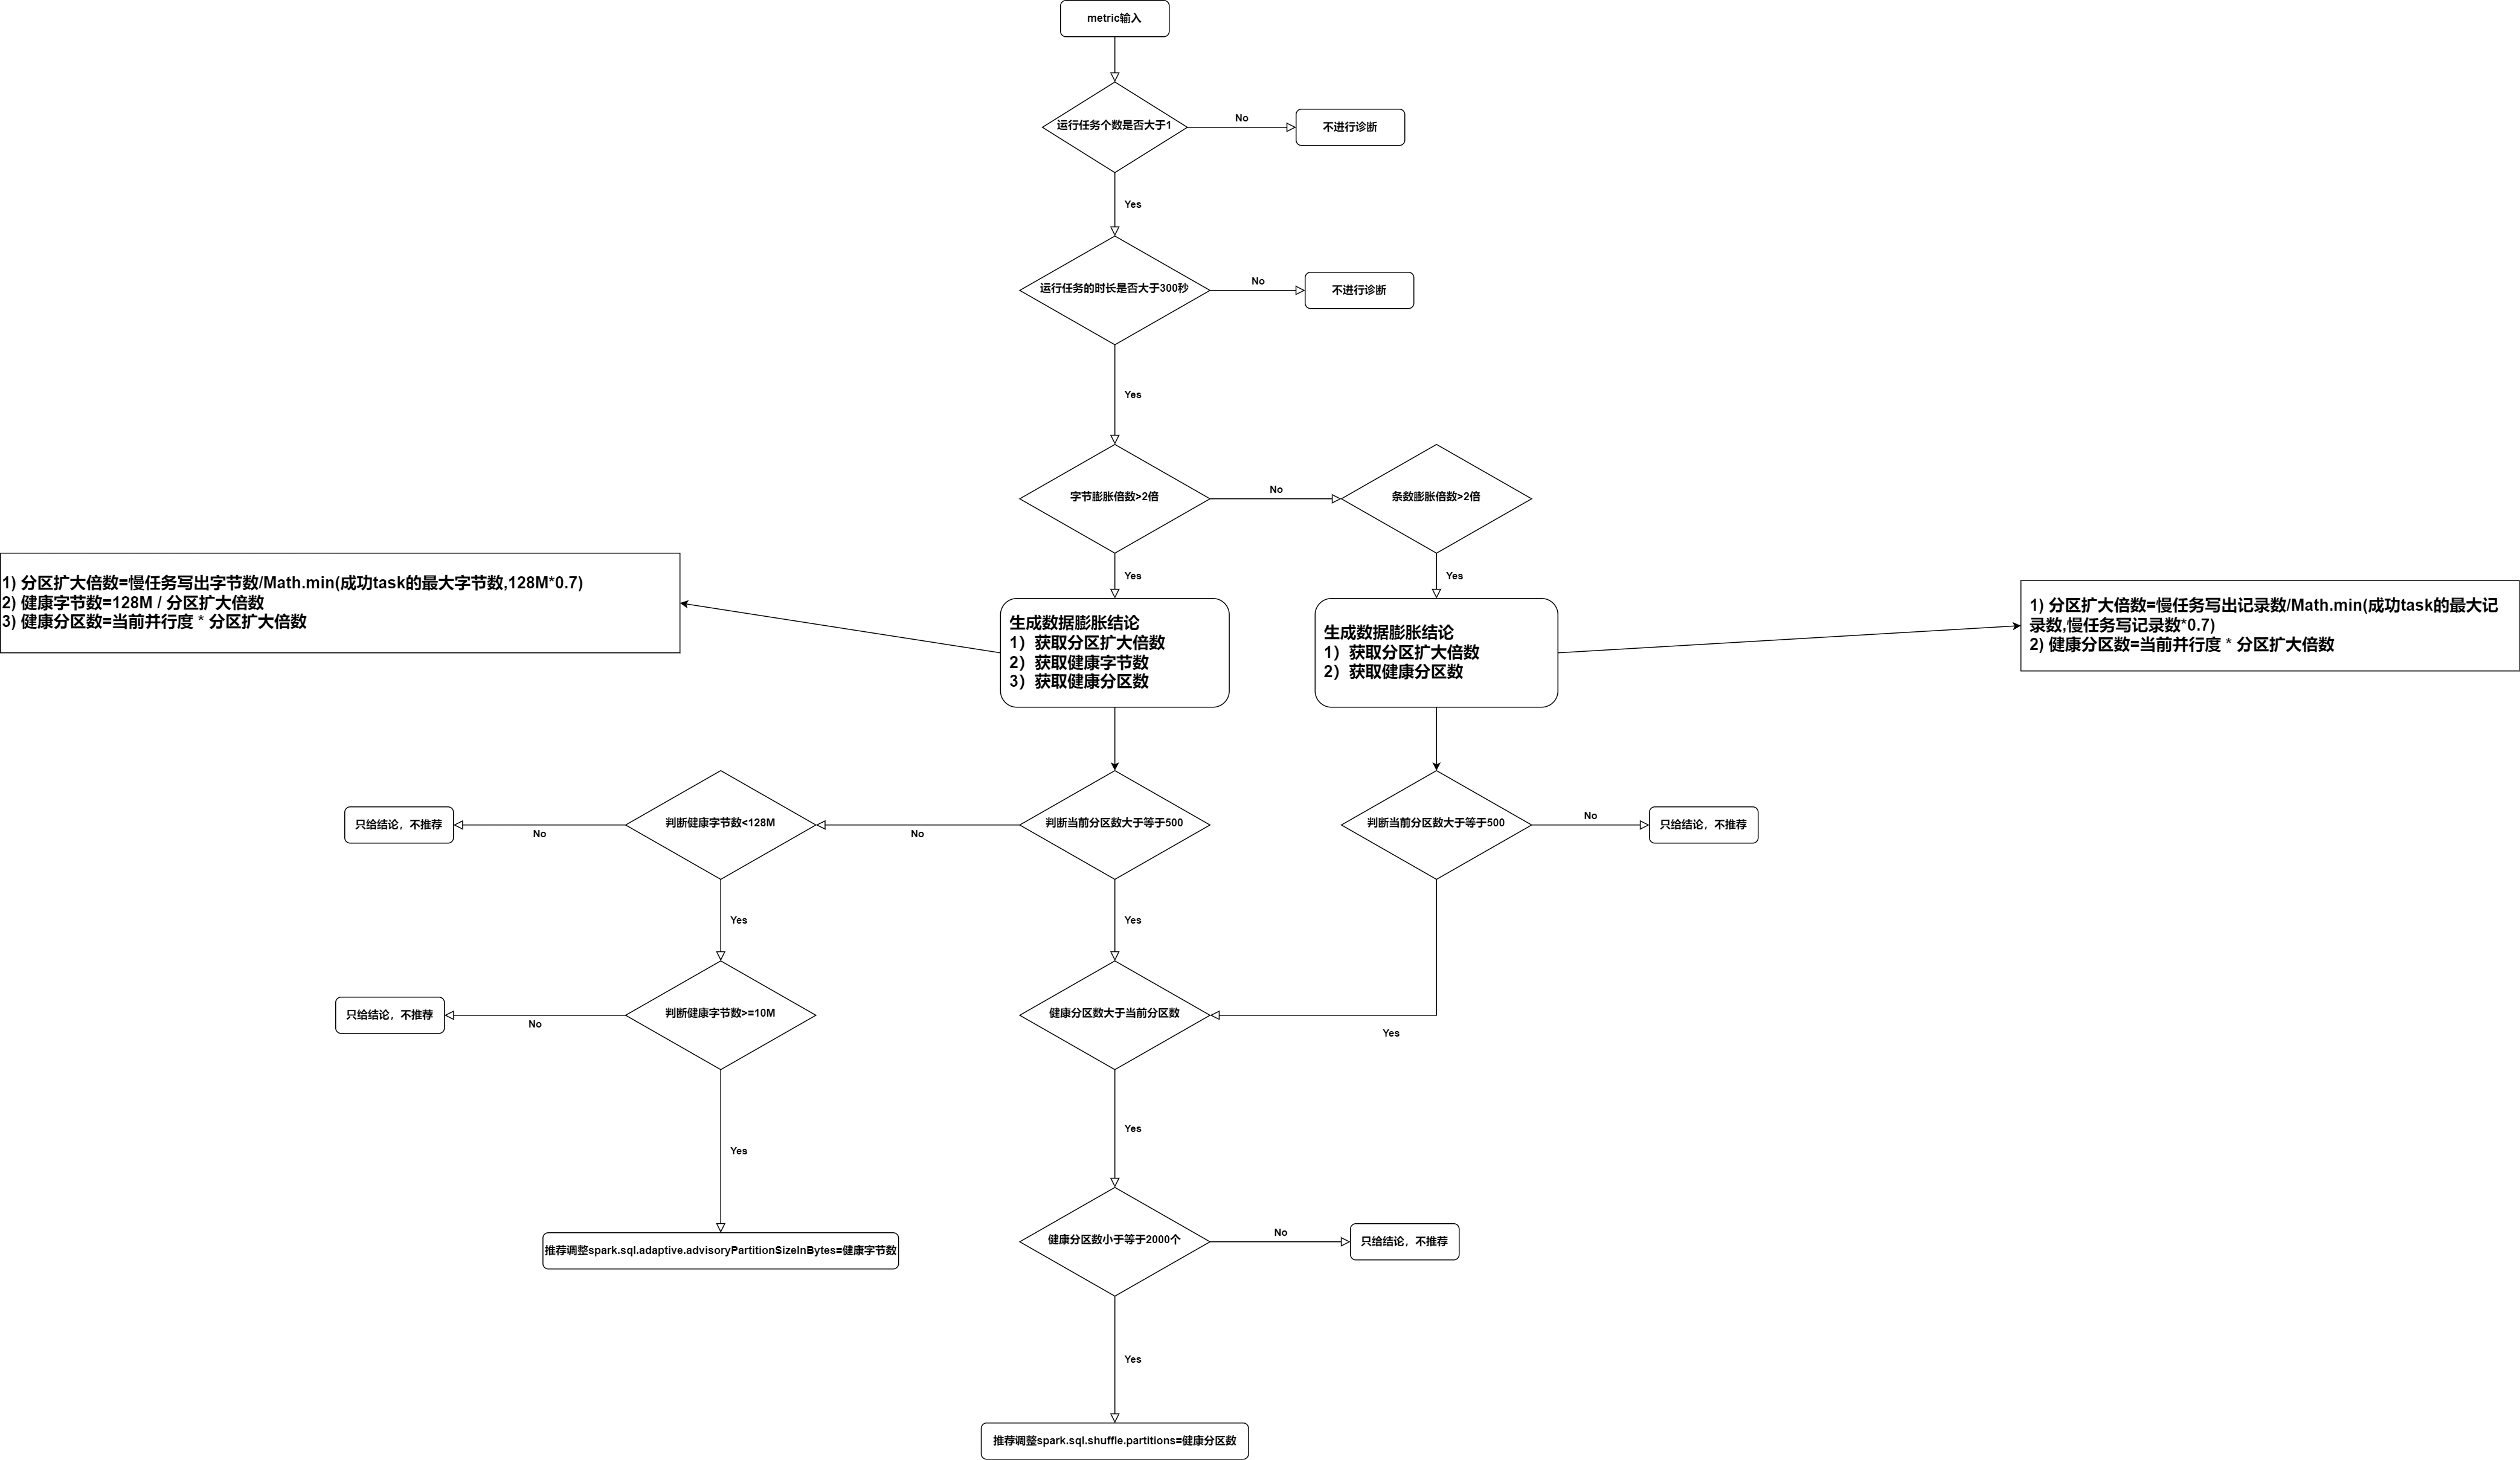 metric输入
运行任务个数是否大于1
No
不进行诊断
Yes
运行任务的时长是否大于300秒
No
不进行诊断
Yes
字节膨胀倍数>2倍
No
条数膨胀倍数>2倍
Yes
Yes
1) 分区扩大倍数=慢任务写出字节数/Math.min(成功task的最大字节数,128M*0.7)
2) 健康字节数=128M / 分区扩大倍数
3) 健康分区数=当前并行度 * 分区扩大倍数
生成数据膨胀结论
1）获取分区扩大倍数
2）获取健康字节数
3）获取健康分区数
生成数据膨胀结论
1）获取分区扩大倍数
2）获取健康分区数
1) 分区扩大倍数=慢任务写出记录数/Math.min(成功task的最大记
录数,慢任务写记录数*0.7)
2) 健康分区数=当前并行度 * 分区扩大倍数
只给结论，不推荐
No
判断健康字节数<128M
No
判断当前分区数大于等于500
判断当前分区数大于等于500
No
只给结论，不推荐
Yes
Yes
只给结论，不推荐
No
判断健康字节数>=10M
健康分区数大于当前分区数
Yes
Yes
Yes
推荐调整spark.sql.adaptive.advisoryPartitionSizeInBytes=健康字节数
健康分区数小于等于2000个
No
只给结论，不推荐
Yes
推荐调整spark.sql.shuffle.partitions=健康分区数